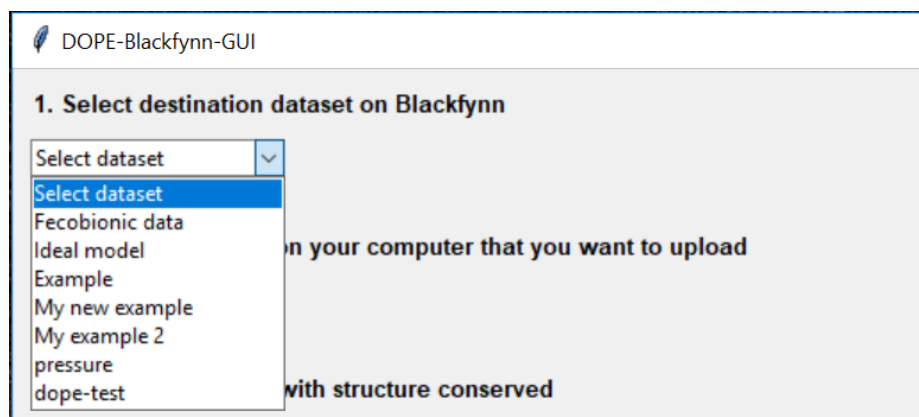 DOPE-Blackfynn-GUI
1. Select destination dataset on Blackfynn
Select dataset
Select dataset
Fecobionic data
Ideal model
on your computer that you want to upload
Example
My new example
My example 2
pressure
dope-test
with structure conserved